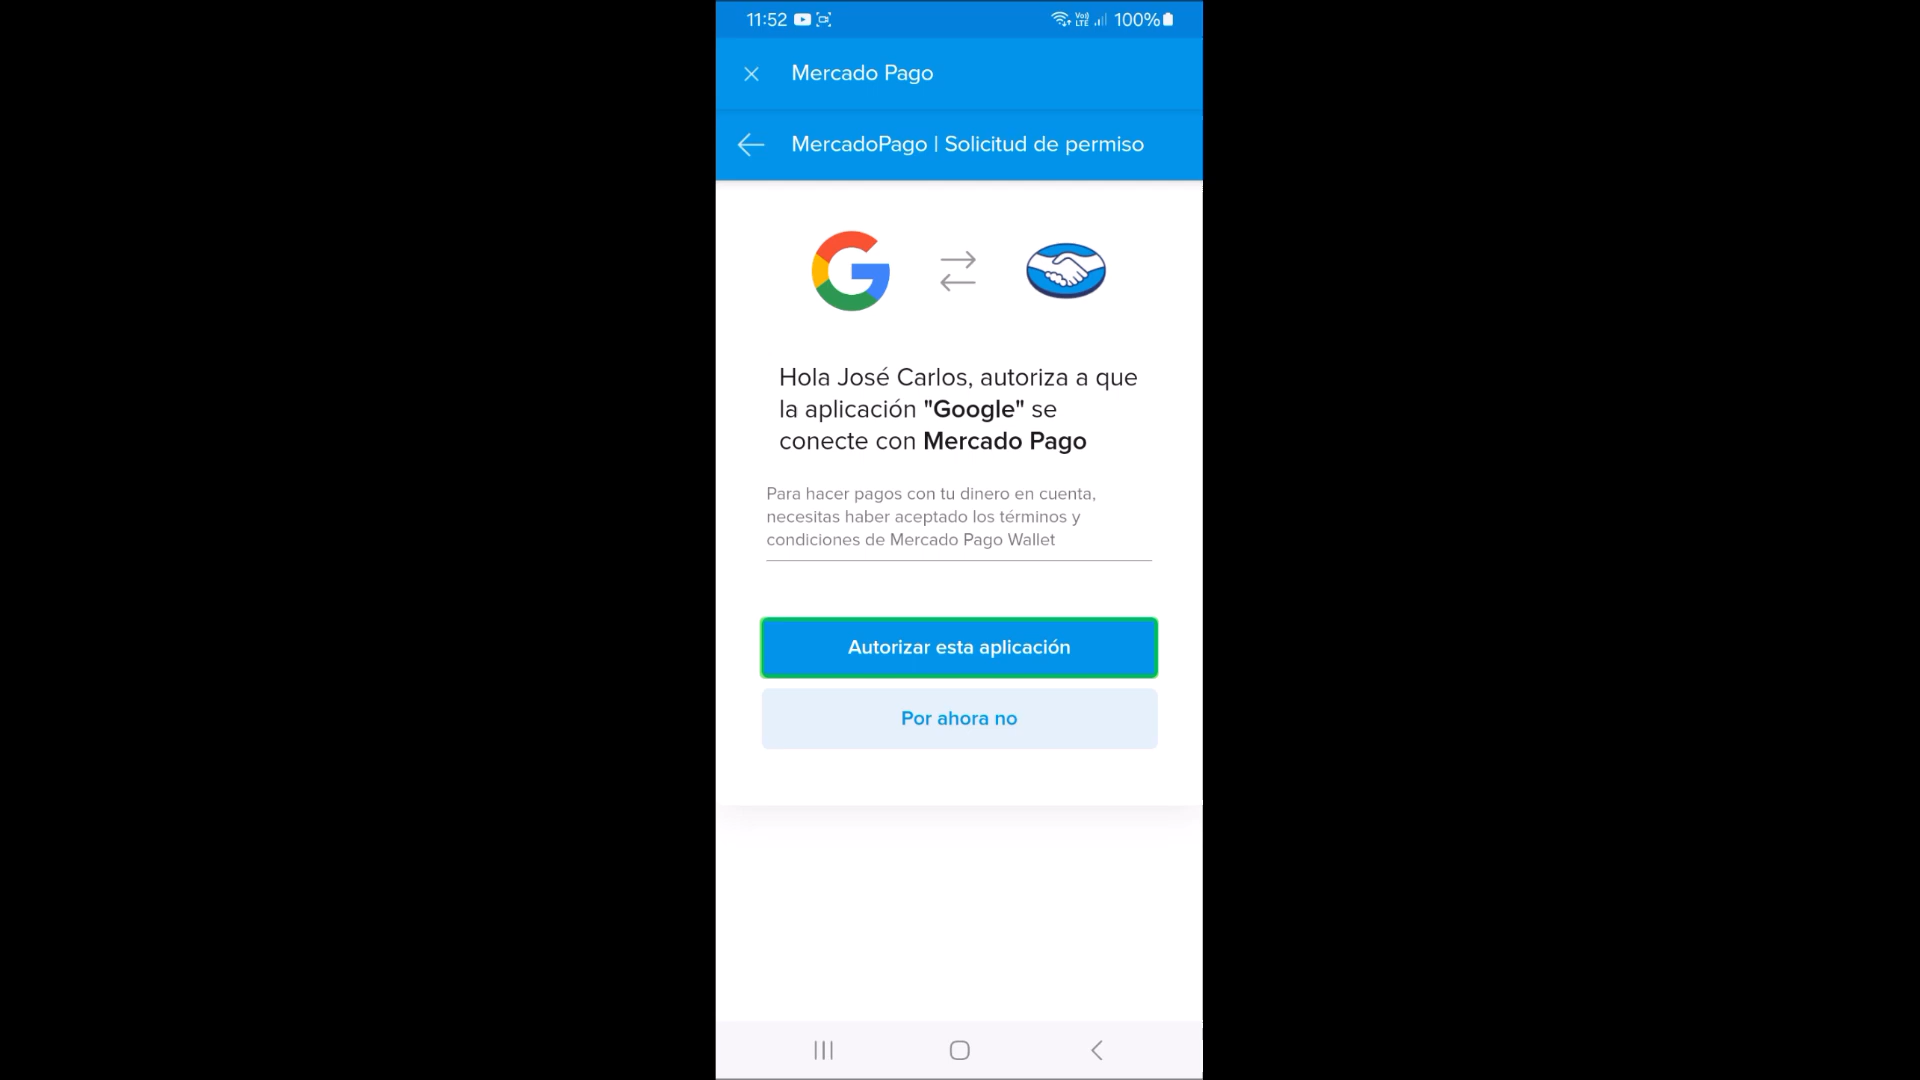 11:52
Vo) LTE 100%
Mercado Pago
MercadoPago | Solicitud de permiso
Hola José Carlos, autoriza a que
la aplicación "Google" se
conecte con Mercado Pago
Para hacer pagos con tu dinero en cuenta,
necesitas haber aceptado los términos y
condiciones de Mercado Pago Wallet
Autorizar esta aplicación
Por ahora no